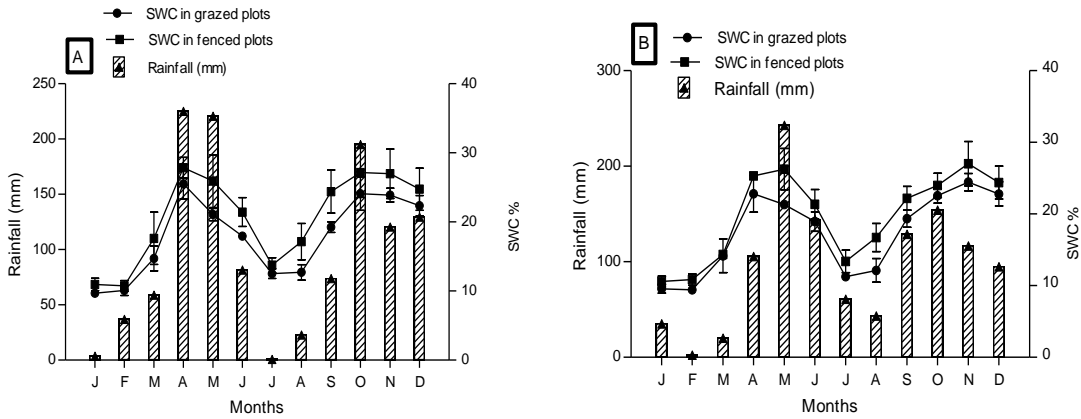 SWC in grazed plots
SWC in fenced plots
Rainfall (mm)
A
250
200
150
100
50
0
Rainfall (mm)
40
30
20
10
0
SWC %
J F M A M J J A S O N D
Months
SWC in grazed plots
SWC in fenced plots
Rainfall (mm)
B
300
200
100
0
Rainfall (mm)
40
30
20
10
0
SWC %
J F M A M J J A S O N D
Months